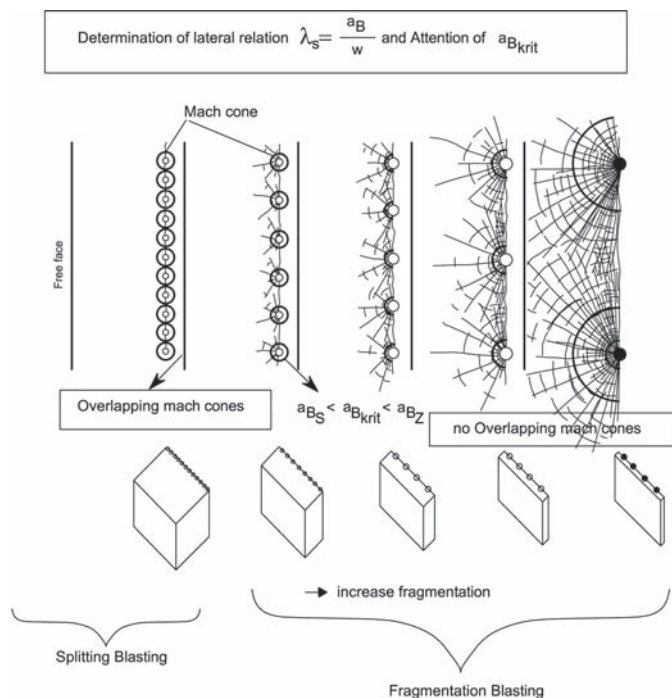 Determination of lateral relation λs= aB/w and Attention of aBkrit
Mach cone
Free face
Overlapping mach cones
aBS < aBkrit < aBZ
no Overlapping mach cones
increase fragmentation
Splitting Blasting
Fragmentation Blasting